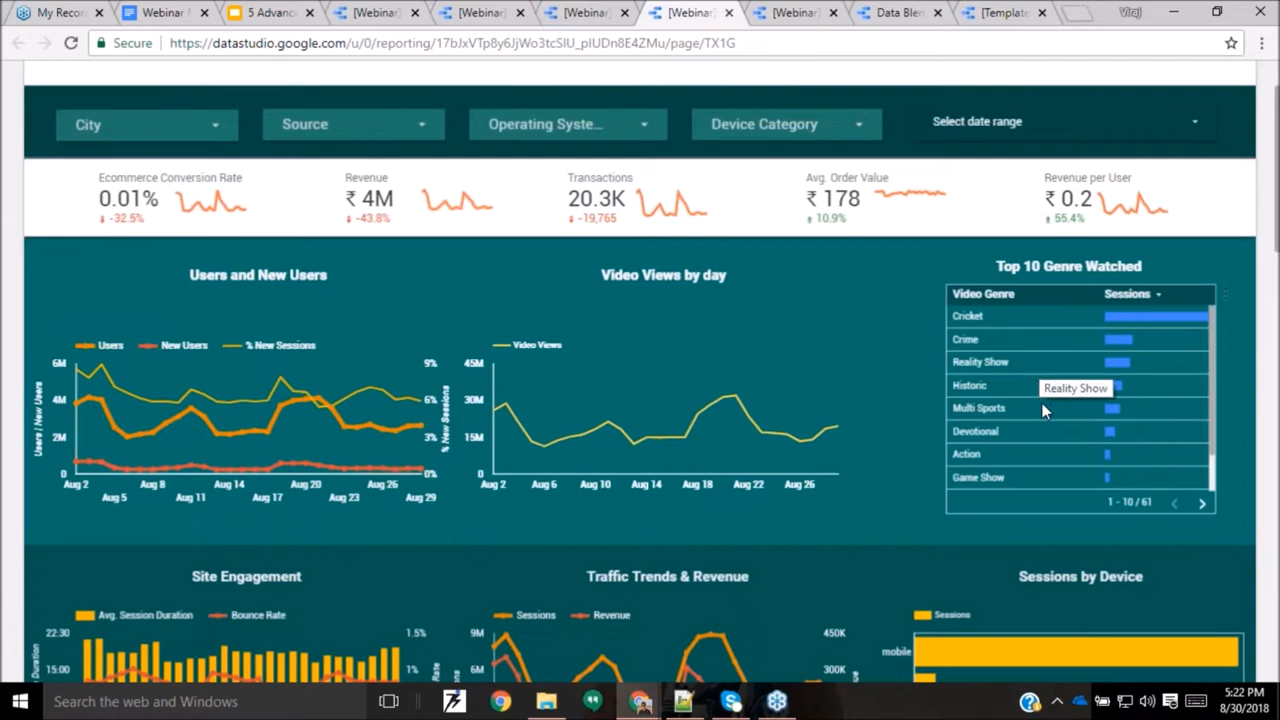 My Reco
Webinar M
5 Advance
[Webinar]
[Webinar]
[Webinar]
[Webinar]
[Webinar]
Data Blen
[Template
Viraj
Secure
https://datastudio.google.com/u/0/reporting/17bJxVTp8y6JjWo3tcSIU_pIUDn8E4ZMu/page/TX1G
City
Source
Operating Syste...
Device Category
Select date range
Ecommerce Conversion Rate
0.01%
-32.5%
Revenue
₹ 4M
-43.8%
Transactions
20.3K
-19,765
Avg. Order Value
₹ 178
10.9%
Revenue per User
₹ 0.2
55.4%
Users and New Users
Users
New Users
% New Sessions
6M
4M
2M
0
Users / New Users
9%
6%
3%
0%
% New Sessions
Aug 2
Aug 5
Aug 8
Aug 11
Aug 14
Aug 17
Aug 20
Aug 23
Aug 26
Aug 29
Video Views by day
Video Views
45M
30M
15M
0
Aug 2
Aug 6
Aug 10
Aug 14
Aug 18
Aug 22
Aug 26
Top 10 Genre Watched
Video Genre
Sessions
Cricket
Crime
Reality Show
Historic
Reality Show
Multi Sports
Devotional
Action
Game Show
1 - 10 / 61
Site Engagement
Avg. Session Duration
Bounce Rate
22:30
15:00
1.5%
1%
Duration
Rate
Traffic Trends & Revenue
Sessions
Revenue
9M
6M
450K
300K
Sessions by Device
Sessions
mobile
Search the web and Windows
5:22 PM
8/30/2018